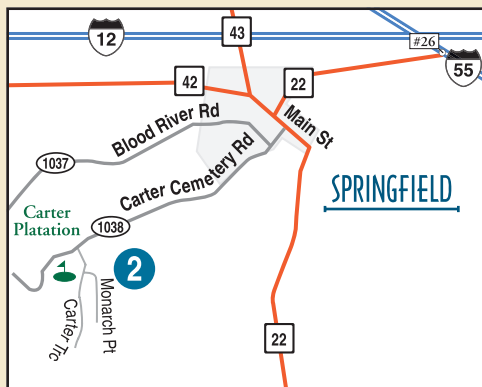 12
43
#26
55
42
22
Main St
Blood River Rd
1037
Carter Cemetery Rd
SPRINGFIELD
Carter
Platation
1038
2
Monarch Pt
Carter Trc
22